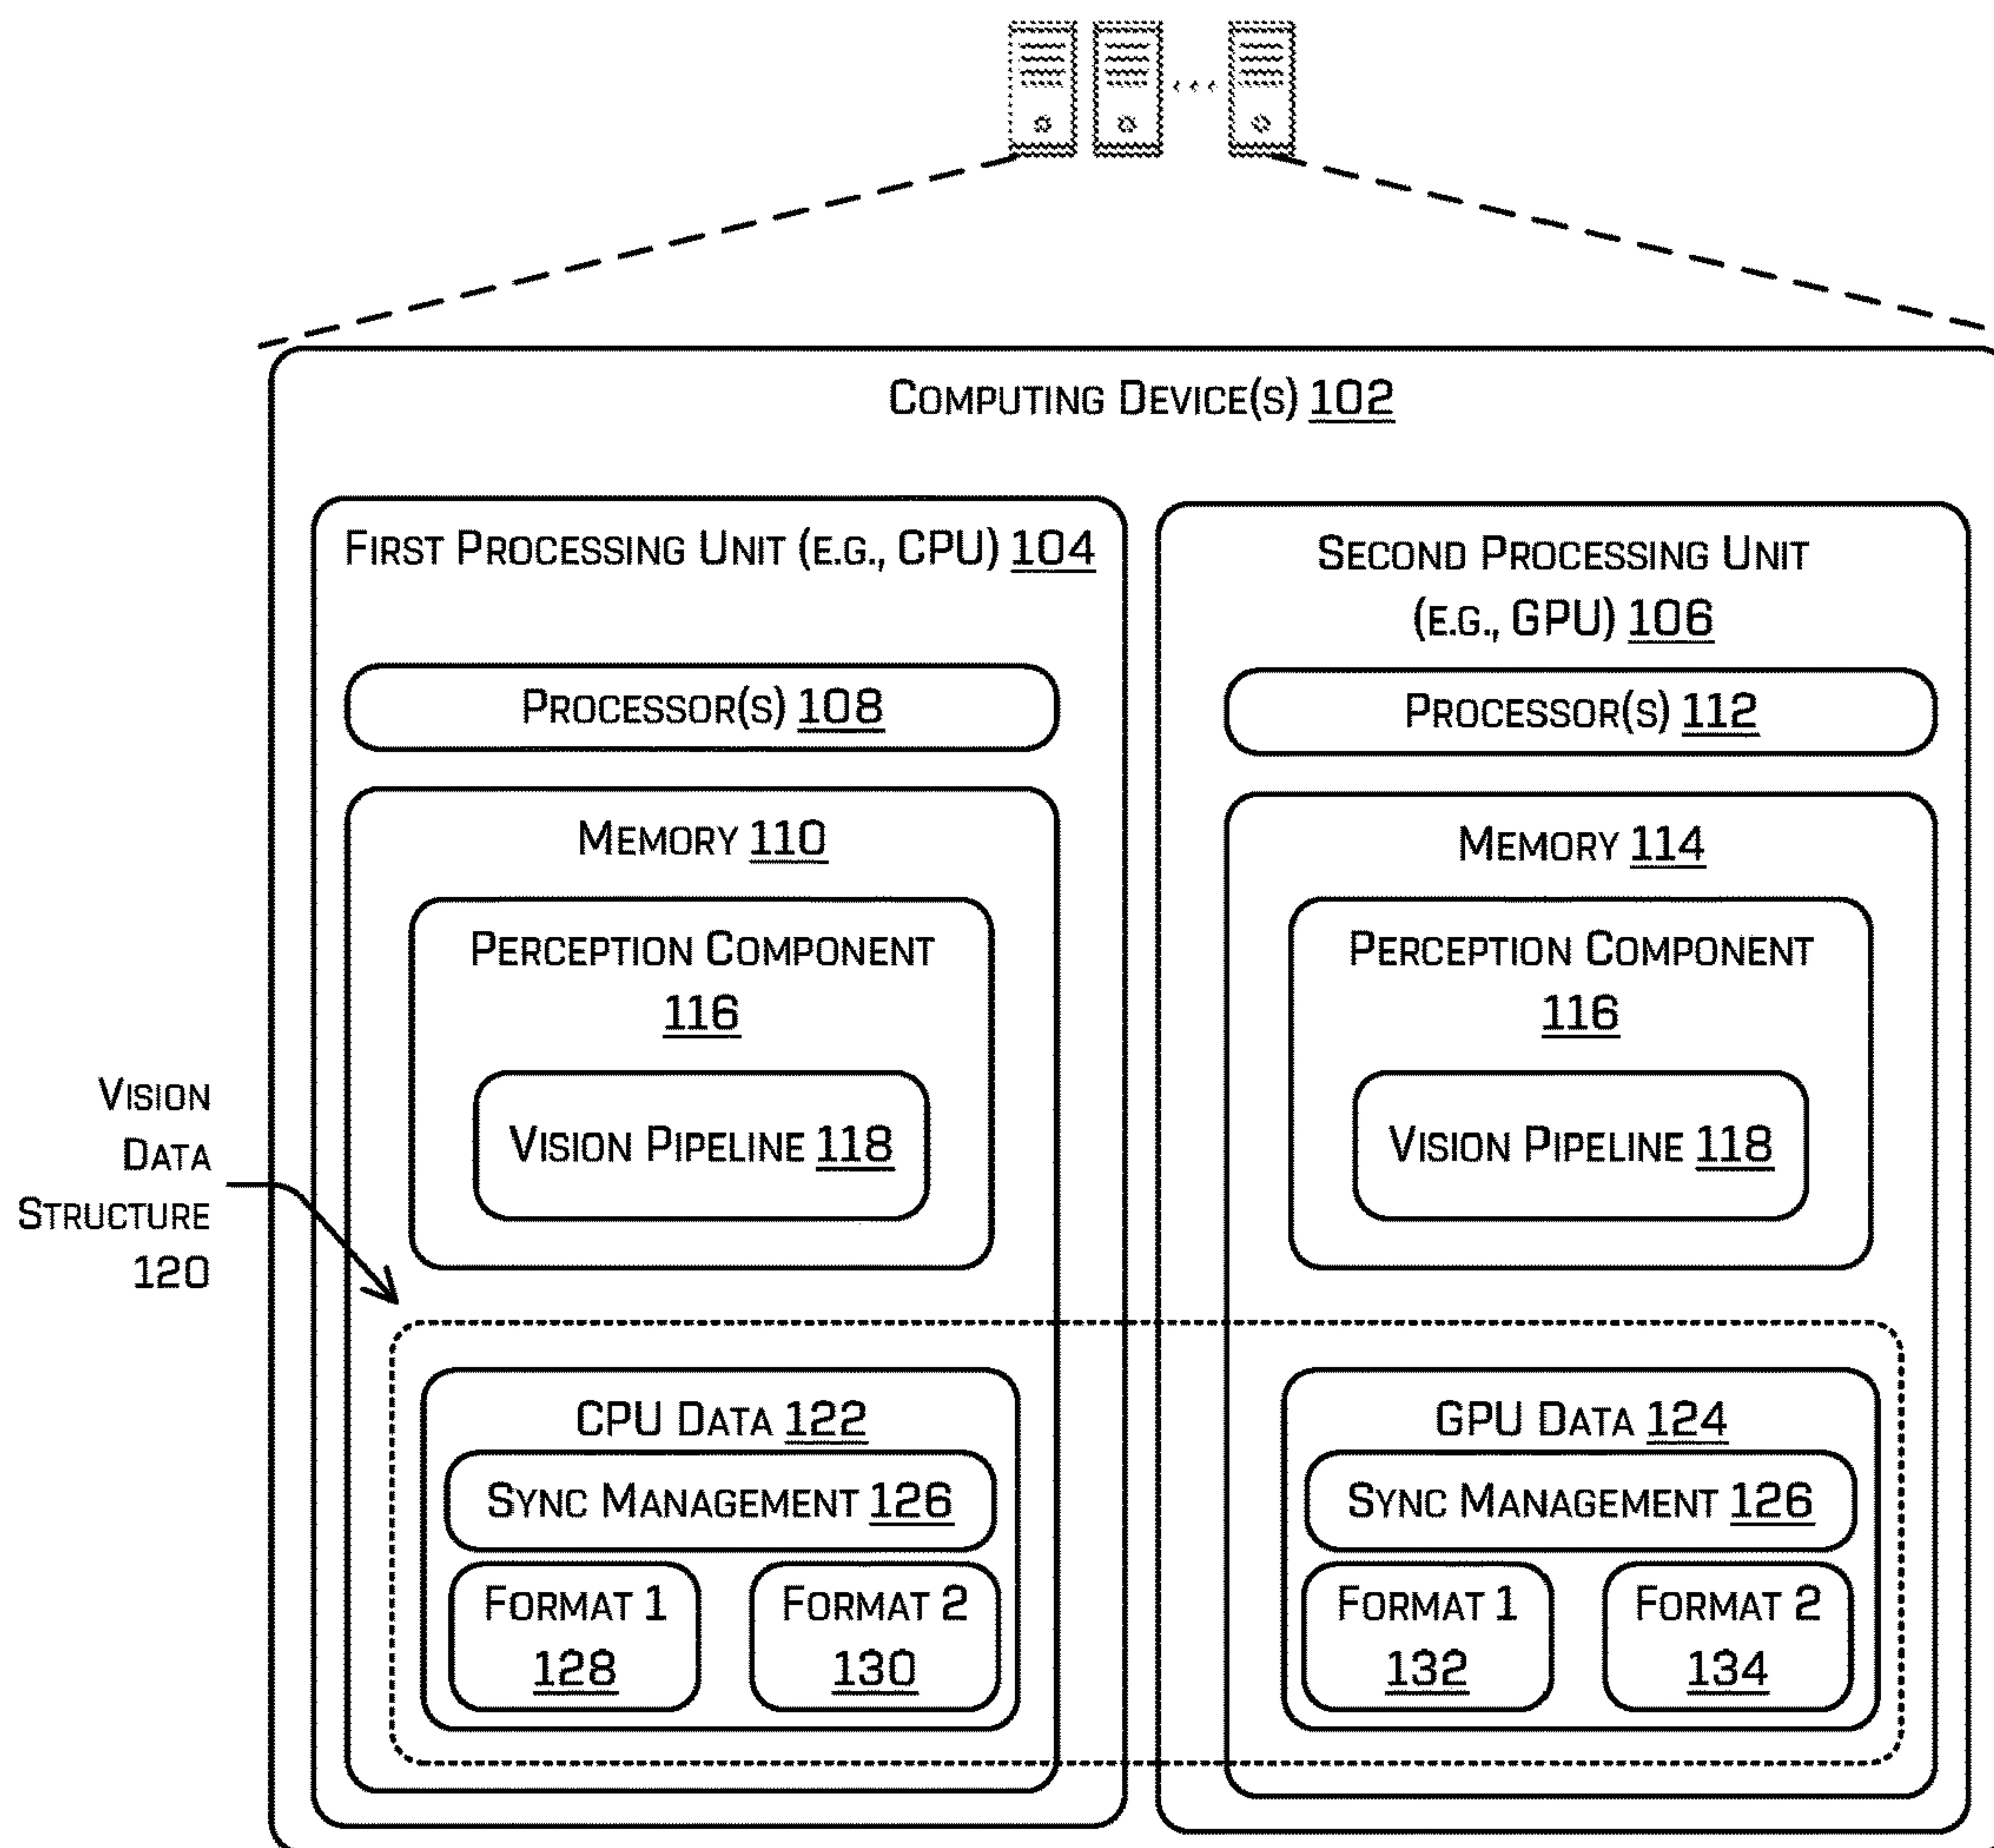 COMPUTING DEVICE(S) 102
FIRST PROCESSING UNIT (E.G., CPU) 104
PROCESSOR(S) 108
MEMORY 110
PERCEPTION COMPONENT
116
VISION PIPELINE 118
VISION
DATA
STRUCTURE
120
CPU DATA 122
SYNC MANAGEMENT 126
FORMAT 1
128
FORMAT 2
130
SECOND PROCESSING UNIT
(E.G., GPU) 106
PROCESSOR(S) 112
MEMORY 114
PERCEPTION COMPONENT
116
VISION PIPELINE 118
GPU DATA 124
SYNC MANAGEMENT 126
FORMAT 1
132
FORMAT 2
134